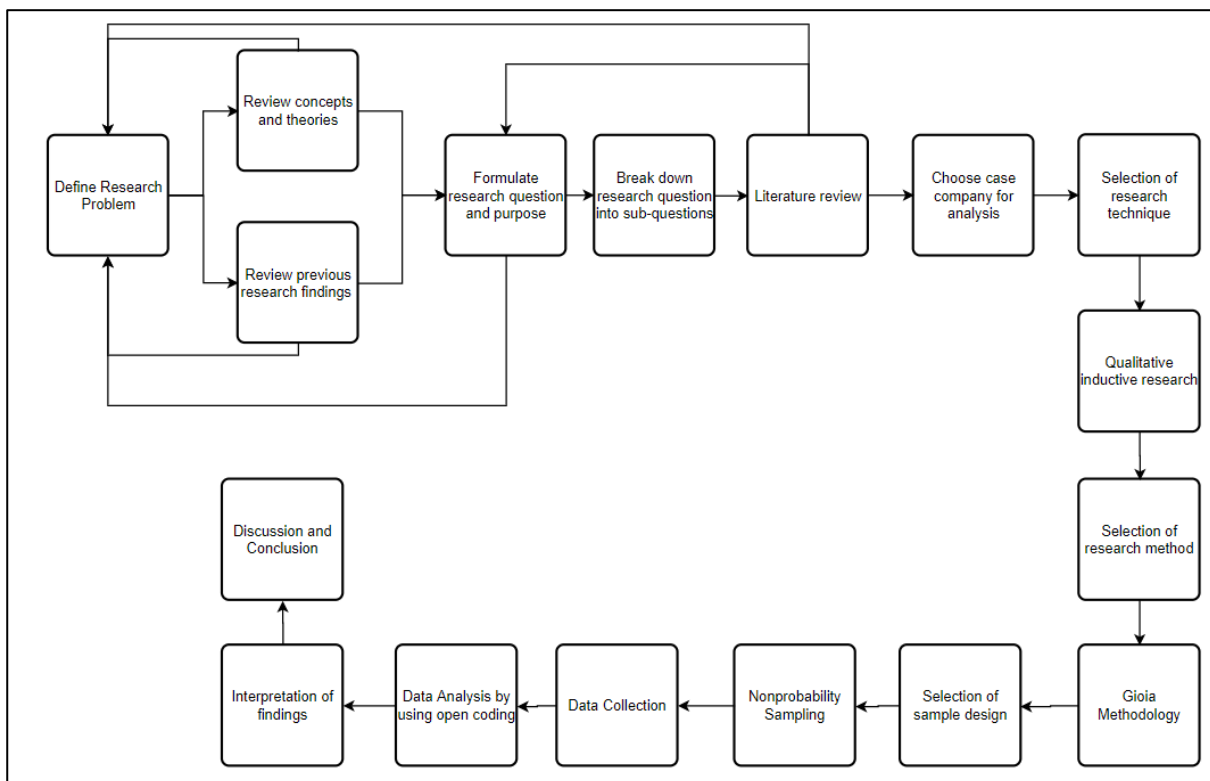 Review concepts
and theories
Define Research
Problem
Review previous
research findings
Formulate
research question
and purpose
Break down
research question
into sub-questions
Literature review
Choose case
company for
analysis
Selection of
research
technique
Qualitative
inductive research
Selection of
research method
Gioia
Methodology
Selection of
sample design
Nonprobability
Sampling
Data Collection
Data Analysis by
using open coding
Interpretation of
findings
Discussion and
Conclusion